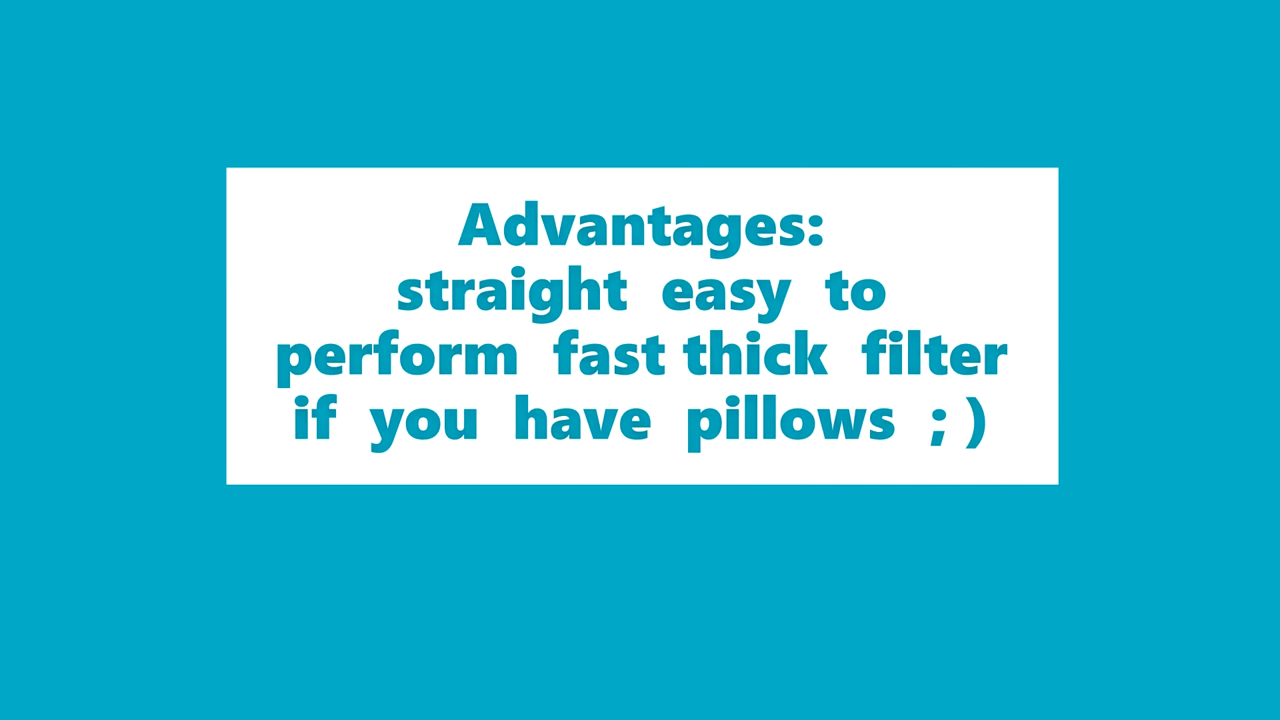 Advantages:
straight easy to
perform fast thick filter
if you have pillows ; )